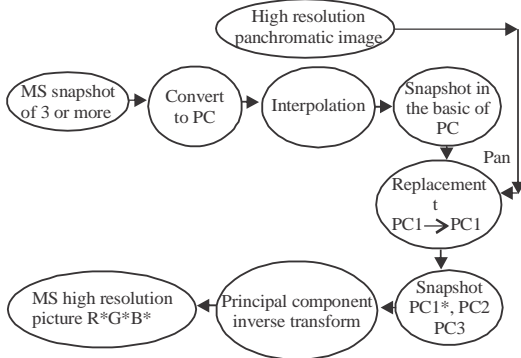 High resolution
panchromatic image
MS snapshot
of 3 or more
Convert
to PC
Interpolation
Snapshot in
the basic of
PC
Pan
Replacement
t
PC1→PC1
Snapshot
PC1*, PC2
PC3
Principal component
inverse transform
MS high resolution
picture R*G*B*